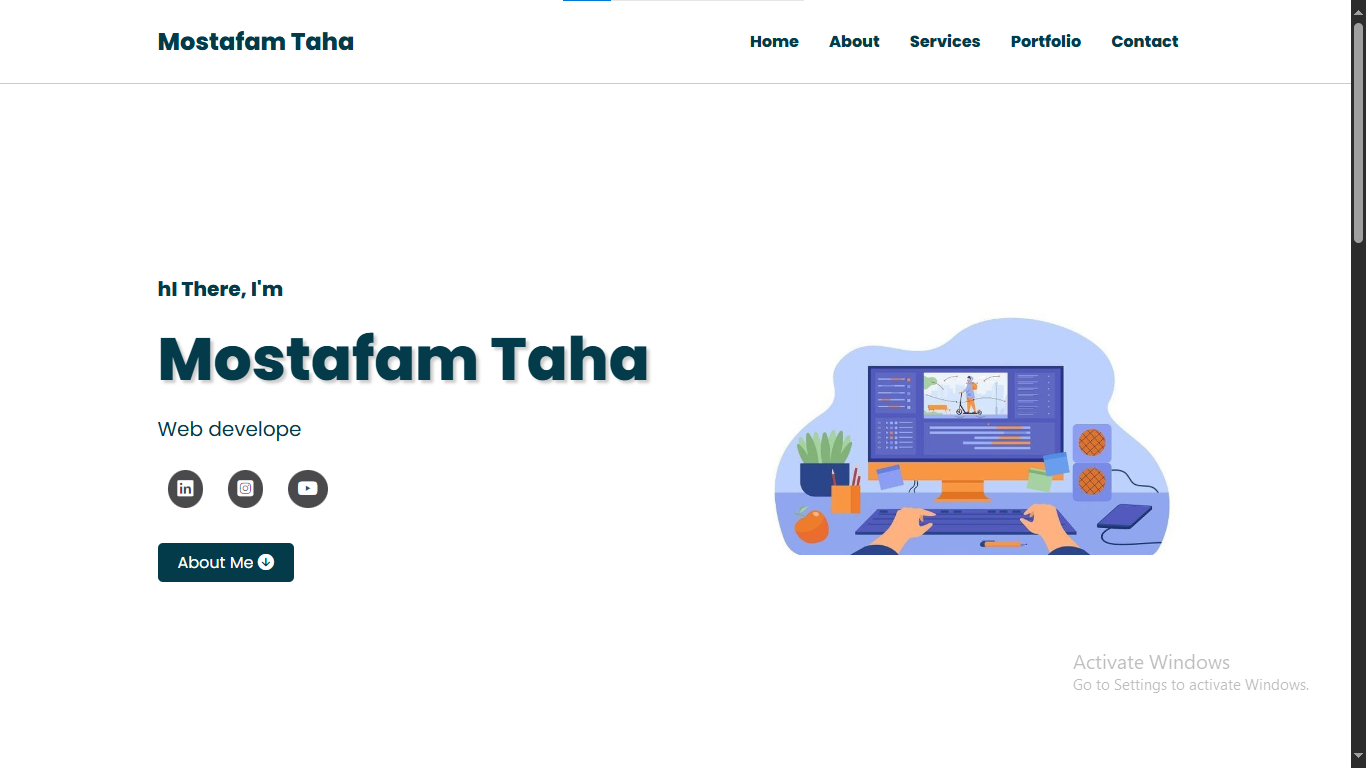 Mostafam Taha
Home About Services Portfolio Contact
hI There, I'm
Mostafam Taha
Web develope
in
About Me
Activate Windows
Go to Settings to activate Windows.